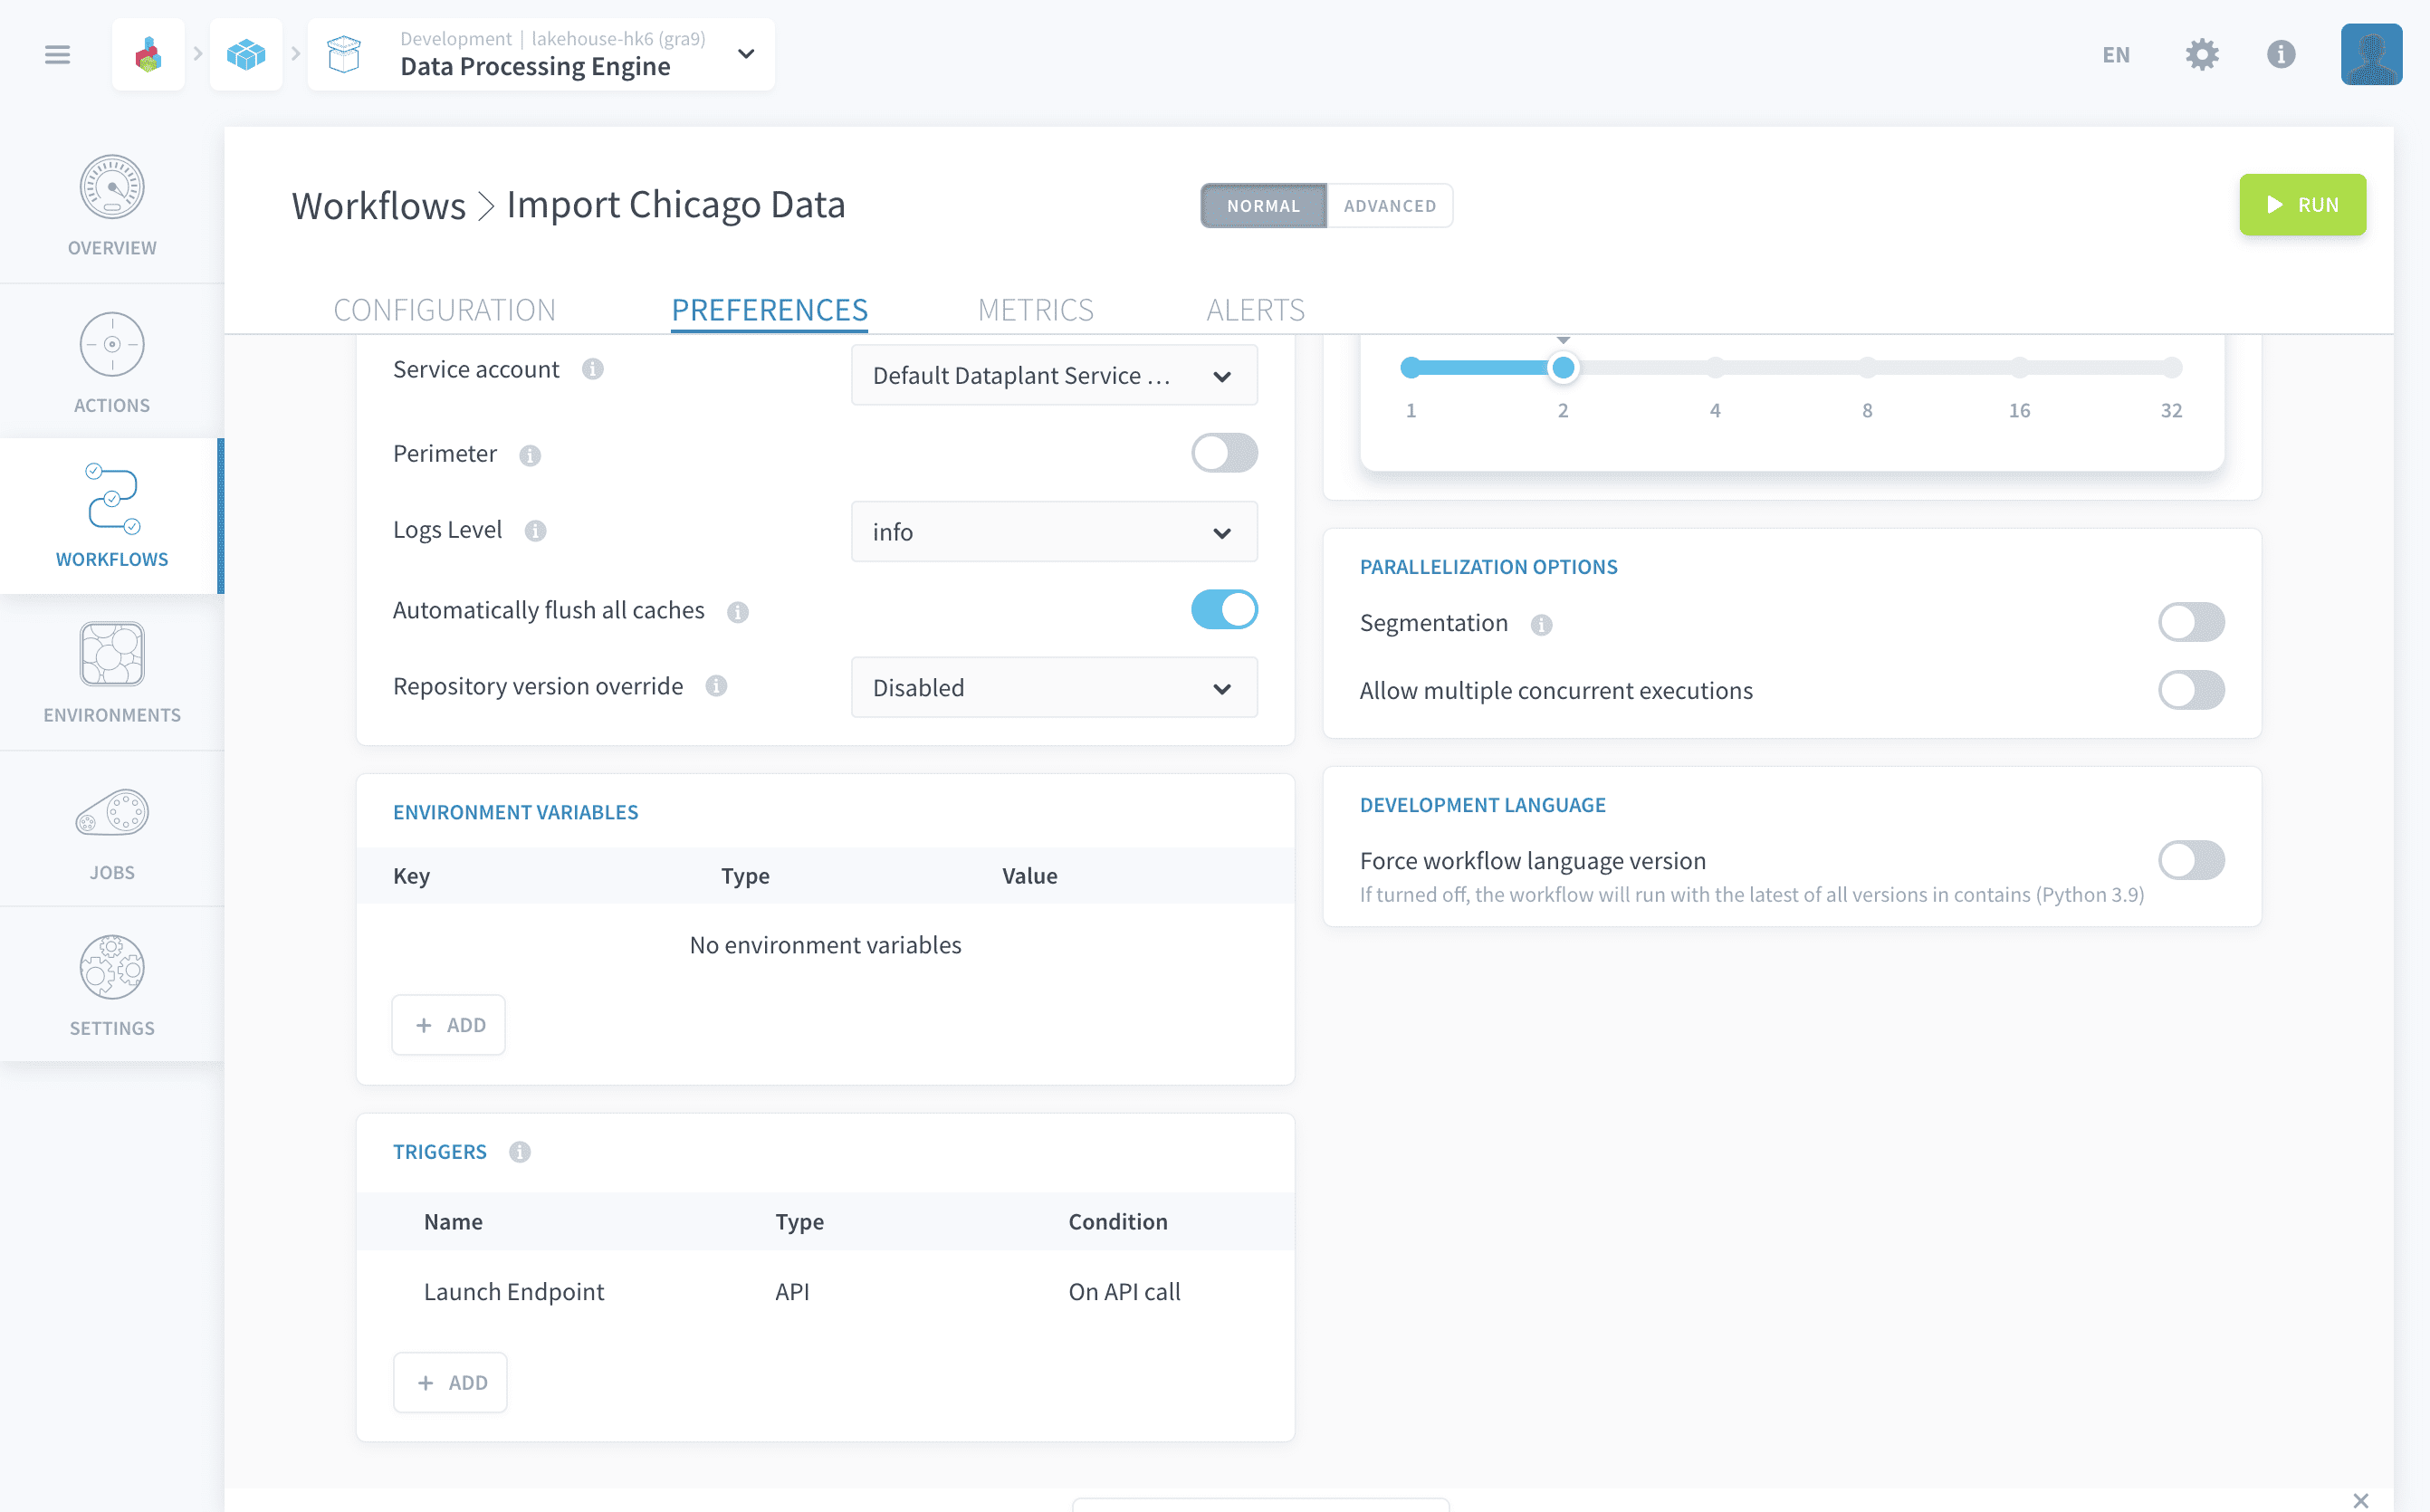 Development | lakehouse-hk6 (gra9)
Data Processing Engine
EN
OVERVIEW
ACTIONS
WORKFLOWS
ENVIRONMENTS
JOBS
SETTINGS
Workflows > Import Chicago Data
NORMAL
ADVANCED
RUN
CONFIGURATION
PREFERENCES
METRICS
ALERTS
Service account
Default Dataplant Service ...
Perimeter
Logs Level
info
Automatically flush all caches
Repository version override
Disabled
ENVIRONMENT VARIABLES
Key Type Value
No environment variables
+ ADD
TRIGGERS
Name Type Condition
Launch Endpoint API On API call
+ ADD
1 2 4 8 16 32
PARALLELIZATION OPTIONS
Segmentation
Allow multiple concurrent executions
DEVELOPMENT LANGUAGE
Force workflow language version
If turned off, the workflow will run with the latest of all versions in contains (Python 3.9)